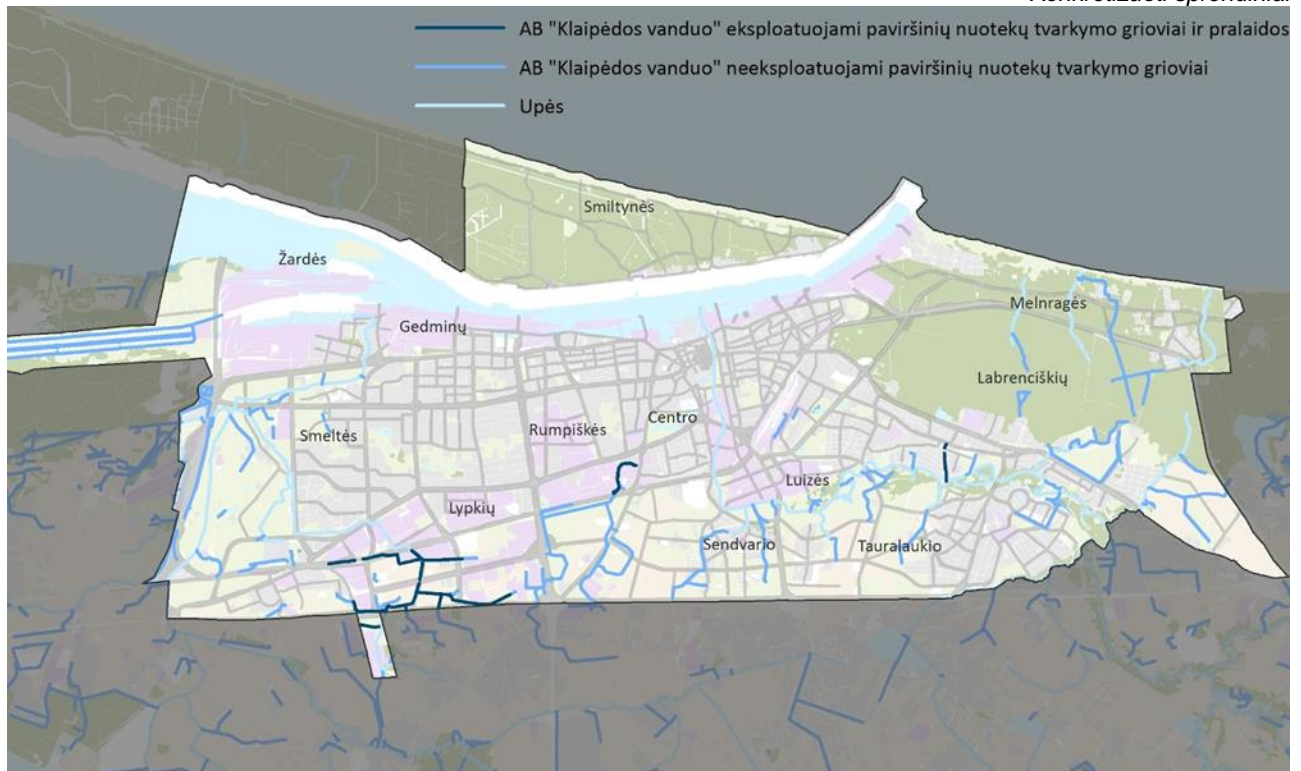 AB "Klaipėdos vanduo" eksploatuojami paviršinių nuotekų tvarkymo grioviai ir pralaidos
AB "Klaipėdos vanduo" neeksploatuojami paviršinių nuotekų tvarkymo grioviai
Upės
Smiltynės
Žardės
Melnragės
Gedminų
Labrenciškių
Centro
Smeltės
Rumpiškės
Luizės
Lypkių
Sendvario
Tauralaukio